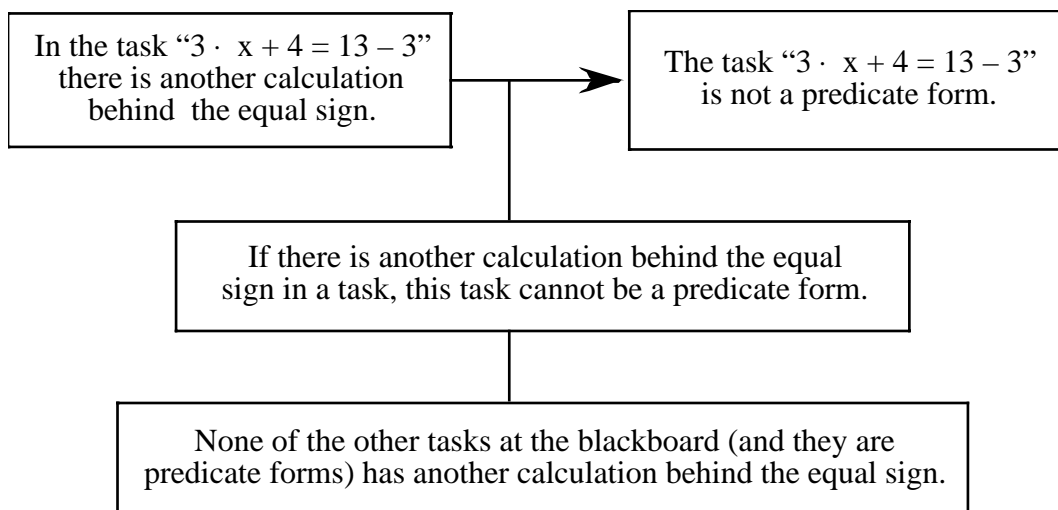 In the task “3 · x + 4 = 13 – 3”
there is another calculation
behind the equal sign.
The task “3 · x + 4 = 13 – 3”
is not a predicate form.
If there is another calculation behind the equal
sign in a task, this task cannot be a predicate form.
None of the other tasks at the blackboard (and they are
predicate forms) has another calculation behind the equal sign.